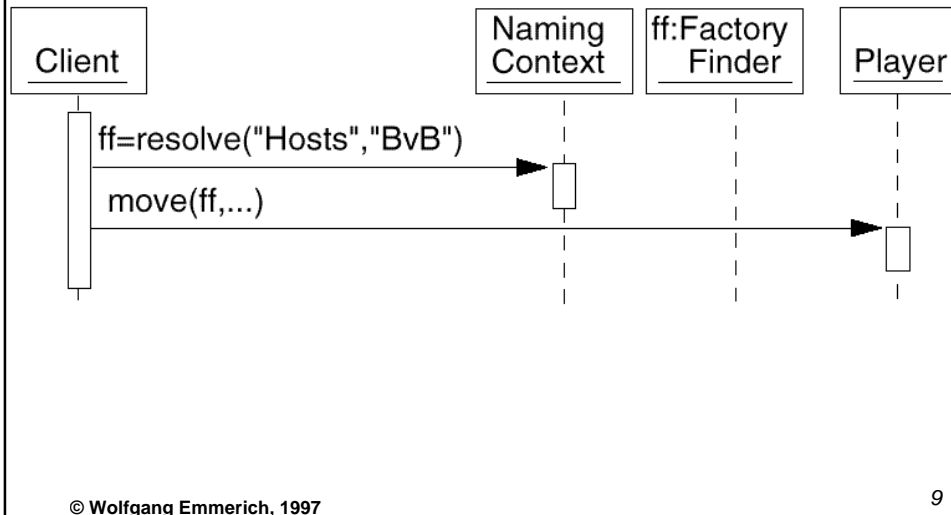 Client
Naming
Context
ff:Factory
Finder
Player
ff=resolve("Hosts","BvB")
move(ff,...)
© Wolfgang Emmerich, 1997
9